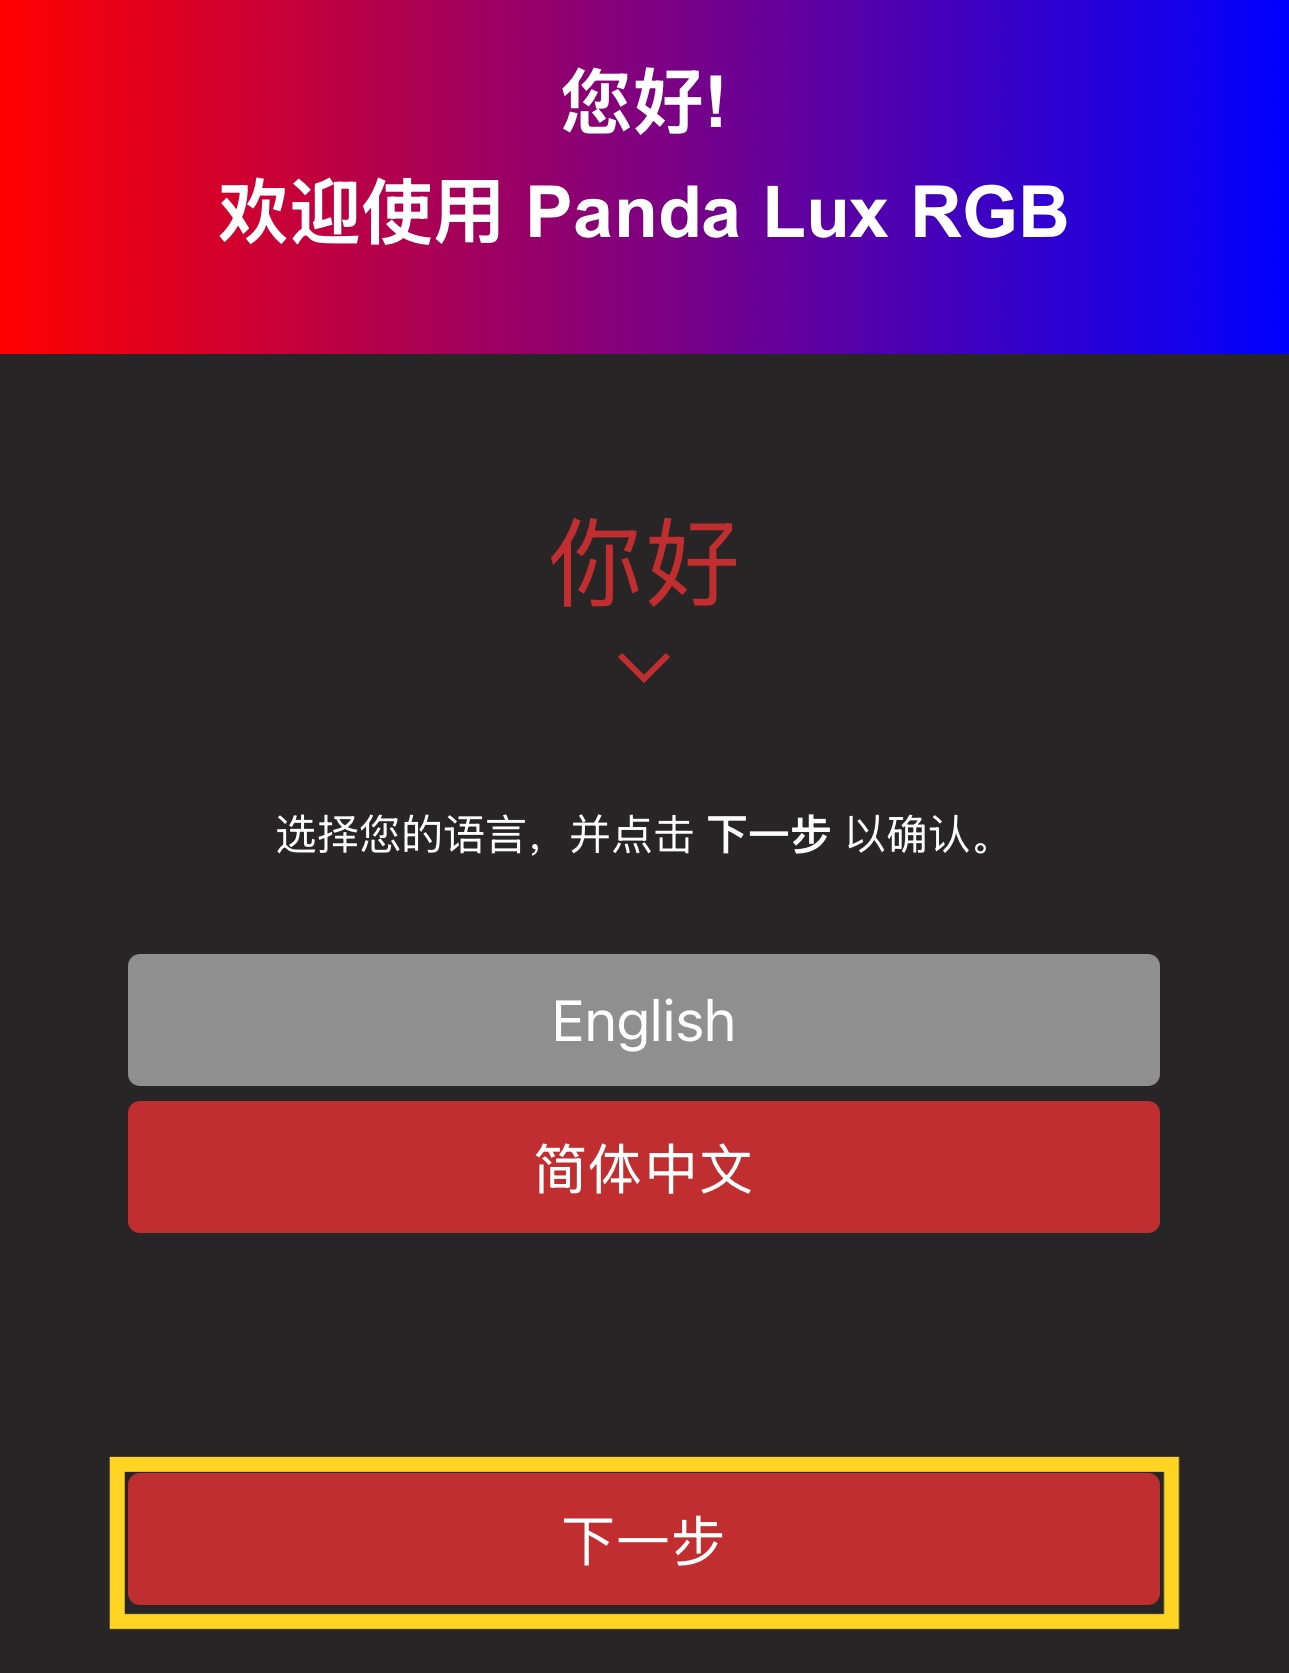 您好!
欢迎使用 Panda Lux RGB
你好
选择您的语言，并点击 下一步 以确认。
English
简体中文
下一步